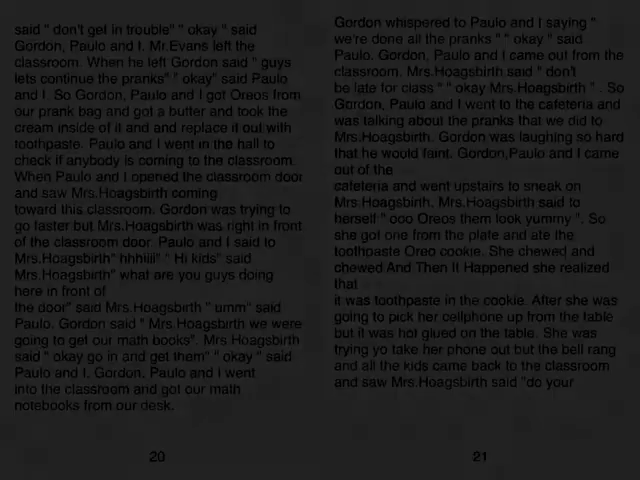 said " don't get in trouble" " okay " said
Gordon, Paulo and I. Mr.Evans left the
classroom. When he left Gordon said " guys
lets continue the pranks" " okay" said Paulo
and I. So Gordon, Paulo and I got Oreos from
our prank bag and got a butter and took the
cream inside of it and and replace it out with
toothpaste. Paulo and I went in the hall to
check if anybody is coming to the classroom.
When Paulo and I opened the classroom door
and saw Mrs.Hoagsbirth coming
toward this classroom. Gordon was trying to
go faster but Mrs.Hoagsbirth was right in front
of the classroom door. Paulo and I said to
Mrs.Hoagsbirth" hhhiiii" " Hi kids" said
Mrs.Hoagsbirth" what are you guys doing
here in front of
the door" said Mrs.Hoagsbirth " umm" said
Paulo. Gordon said " Mrs.Hoagsbirth we were
going to get our math books". Mrs.Hoagsbirth
said " okay go in and get them" " okay " said
Paulo and I. Gordon, Paulo and I went
into the classroom and got our math
notebooks from our desk.
20
Gordon whispered to Paulo and I saying "
we're done all the pranks " " okay " said
Paulo. Gordon, Paulo and I came out from the
classroom. Mrs.Hoagsbirth said " don't
be late for class " " okay Mrs.Hoagsbirth " . So
Gordon, Paulo and I went to the cafeteria and
was talking about the pranks that we did to
Mrs.Hoagsbirth. Gordon was laughing so hard
that he would faint. Gordon,Paulo and I came
out of the
cafeteria and went upstairs to sneak on
Mrs.Hoagsbirth. Mrs.Hoagsbirth said to
herself " ooo Oreos them look yummy ". So
she got one from the plate and ate the
toothpaste Oreo cookie. She chewed and
chewed.And Then It Happened she realized
that
it was toothpaste in the cookie. After she was
going to pick her cellphone up from the table
but it was hot glued on the table. She was
trying yo take her phone out but the bell rang
and all the kids came back to the classroom
and saw Mrs.Hoagsbirth said "do your
21